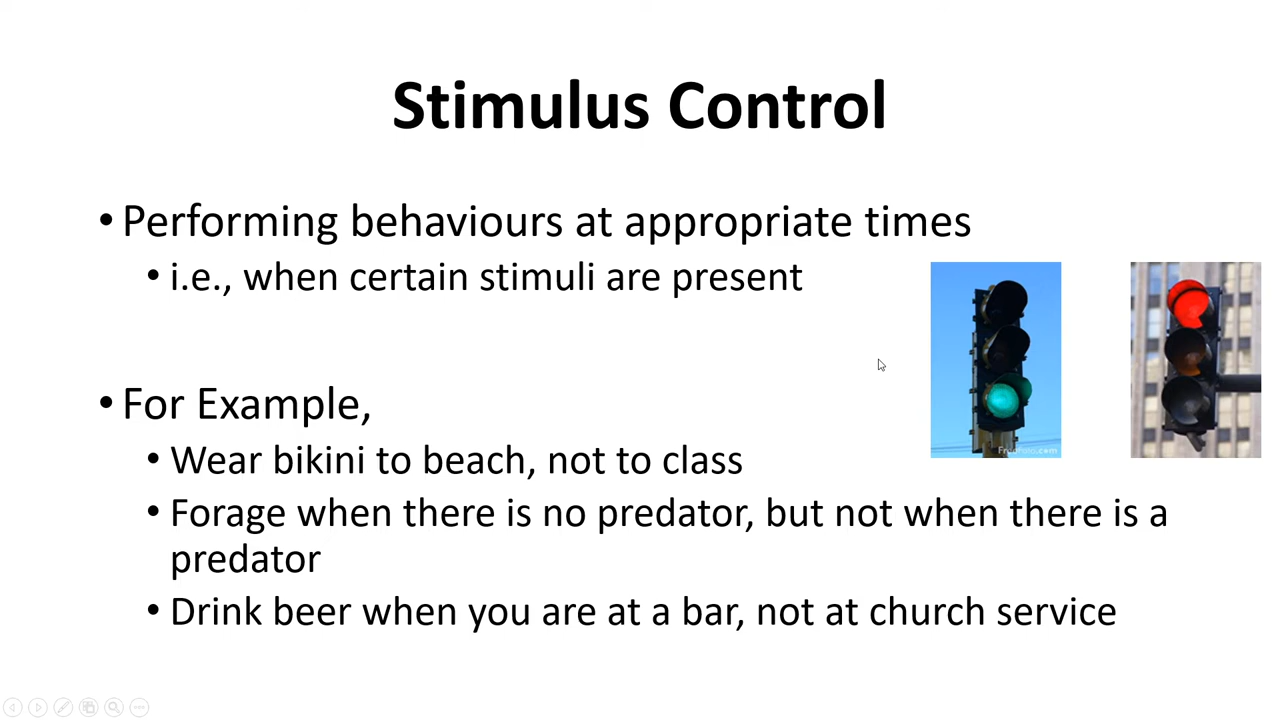 Stimulus Control
• Performing behaviours at appropriate times
• i.e., when certain stimuli are present
• For Example,
• Wear bikini to beach, not to class
• Forage when there is no predator, but not when there is a
predator
• Drink beer when you are at a bar, not at church service